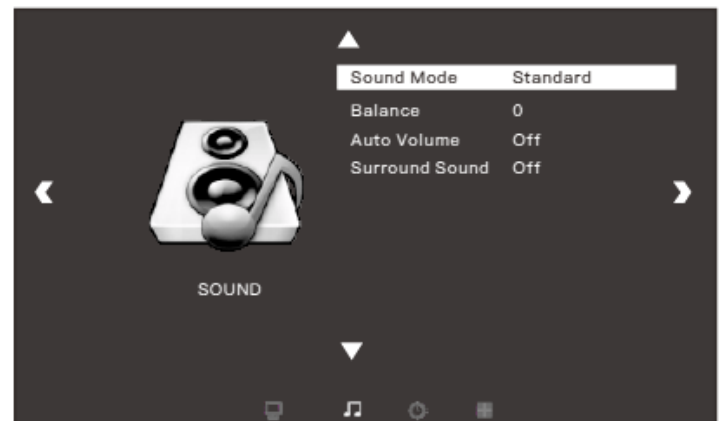 Sound Mode Standard
Balance 0
Auto Volume Off
Surround Sound Off
SOUND